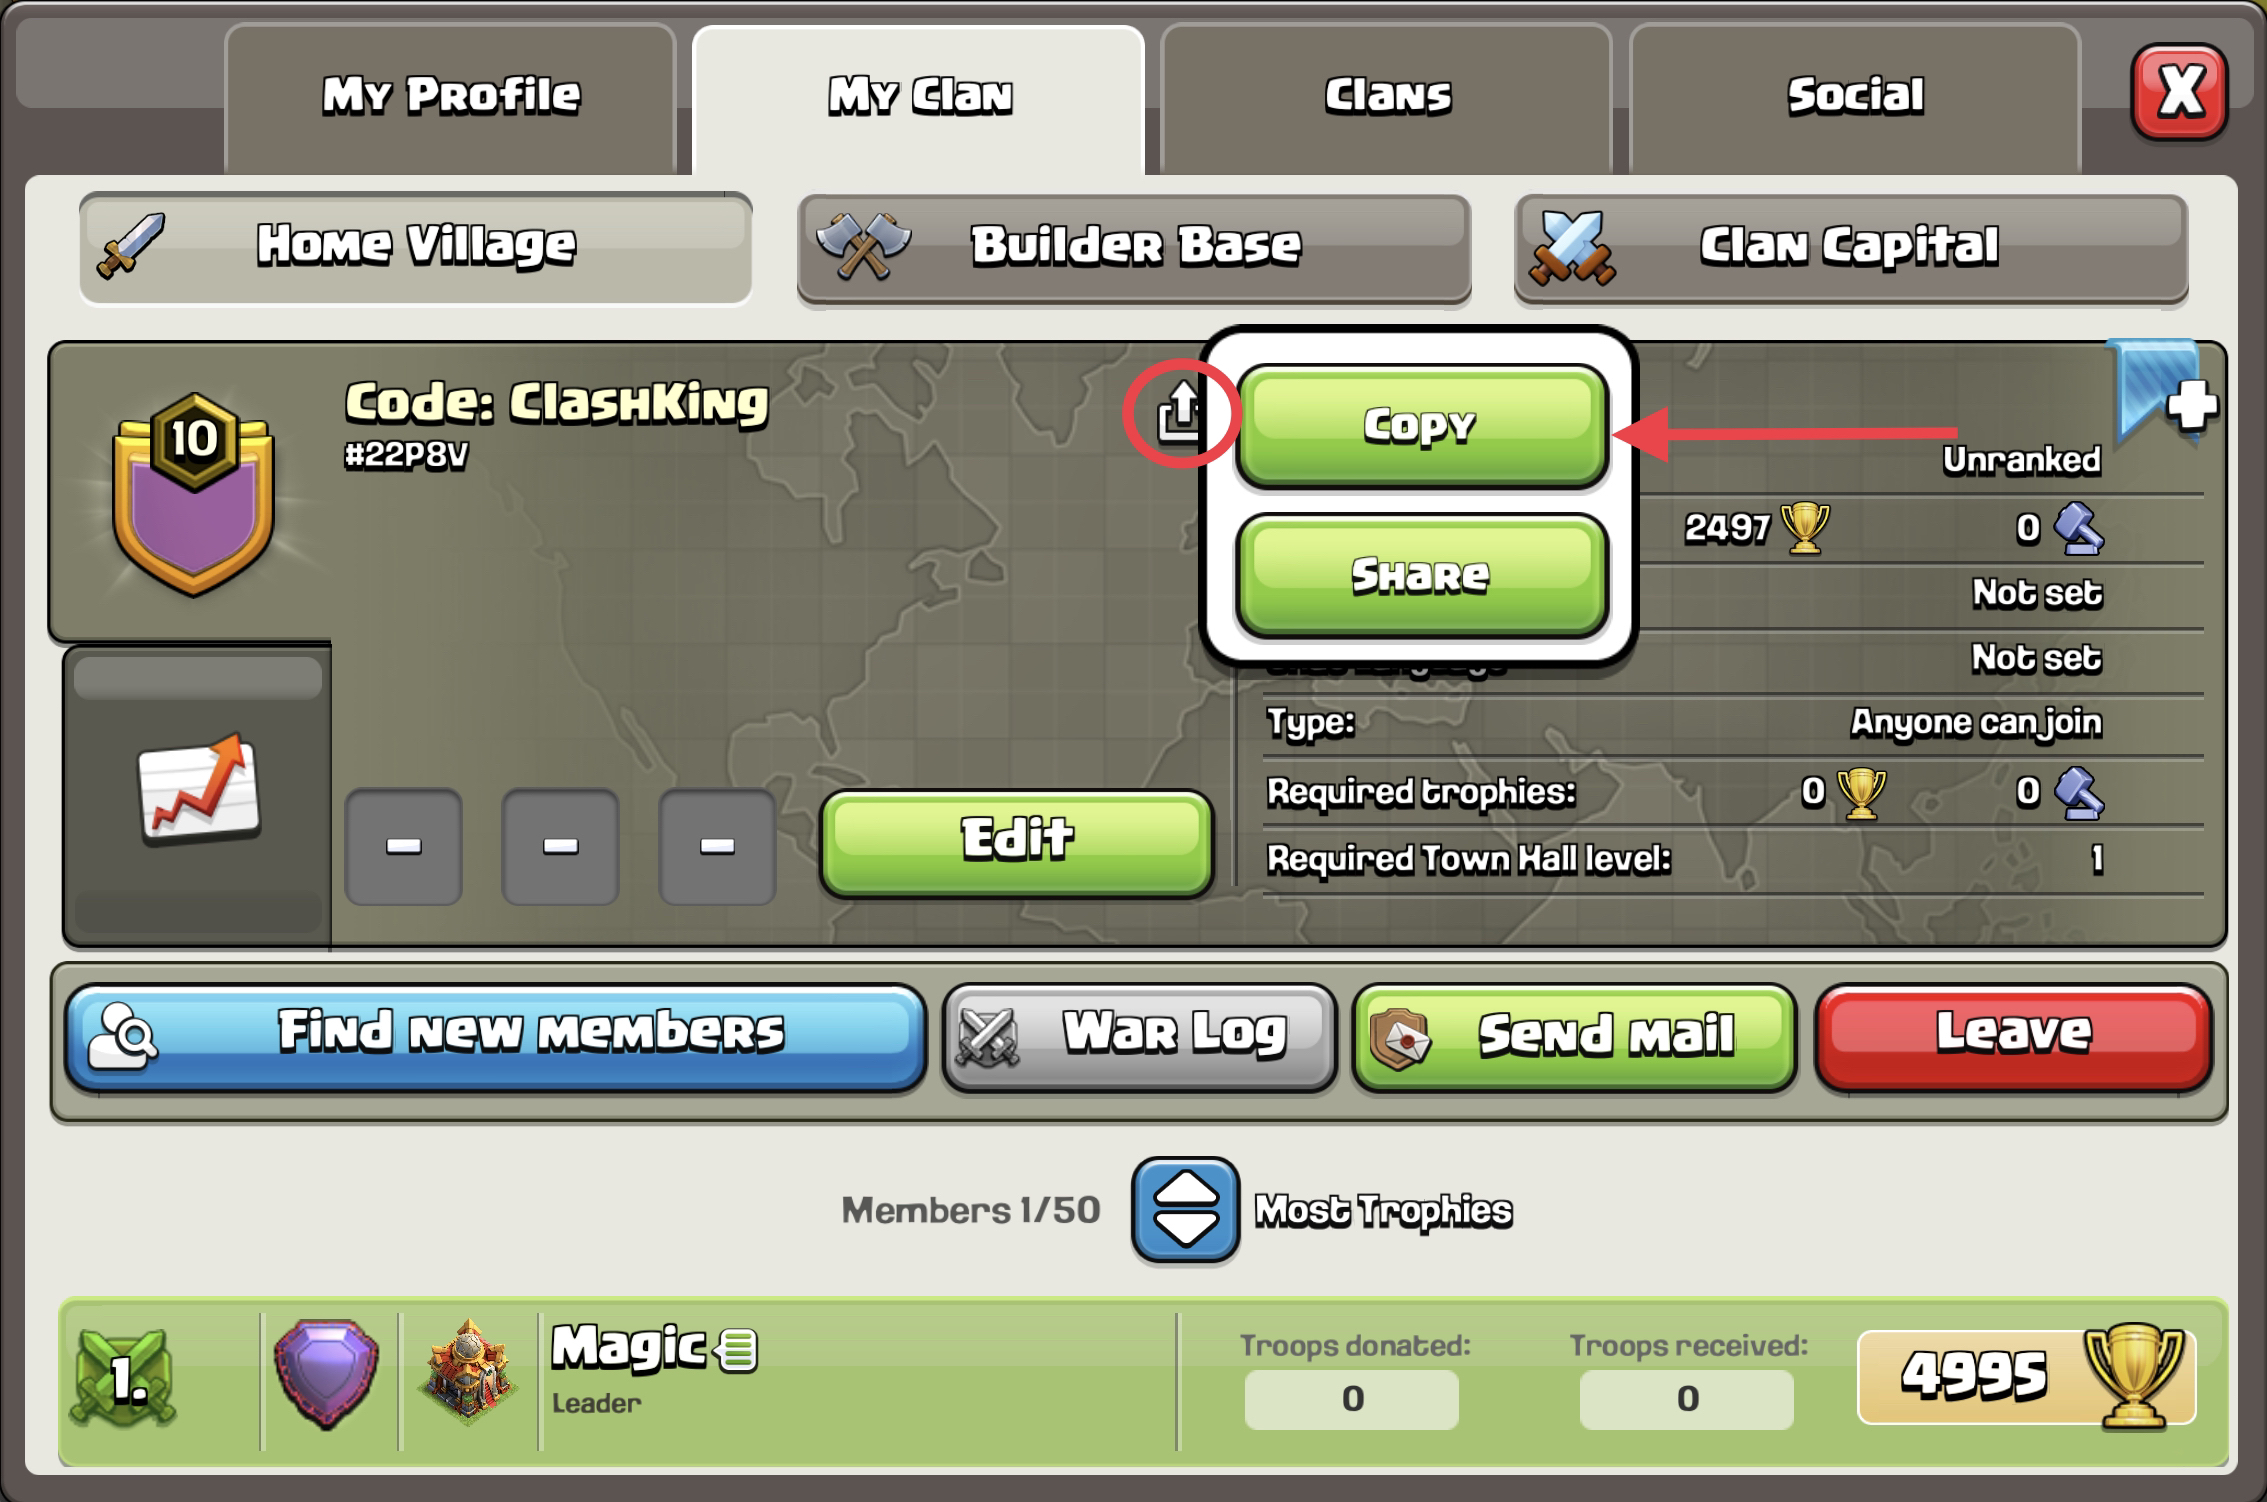 My Profile
My Clan
Clans
Social
X
Home Village
Builder Base
Clan Capital
10
Code: ClashKing
#22P8V
Copy
Share
Unranked
2497
0
Not set
Not set
Type:
Anyone can join
Required trophies:
0
0
Required Town Hall level:
1
-
-
-
Edit
Find new members
War Log
Send Mail
Leave
Members 1/50
Most Trophies
1.
Magic
Leader
Troops donated:
0
Troops received:
0
4995